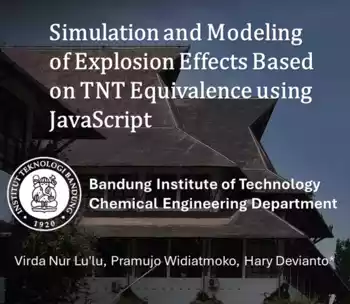 Simulation and Modeling
of Explosion Effects Based
on TNT Equivalence using
JavaScript
INSTITUT TEKNOLOGI BANDUNG
1920
Bandung Institute of Technology
Chemical Engineering Department
Virda Nur Lu'lu, Pramujo Widiatmoko, Hary Devianto*